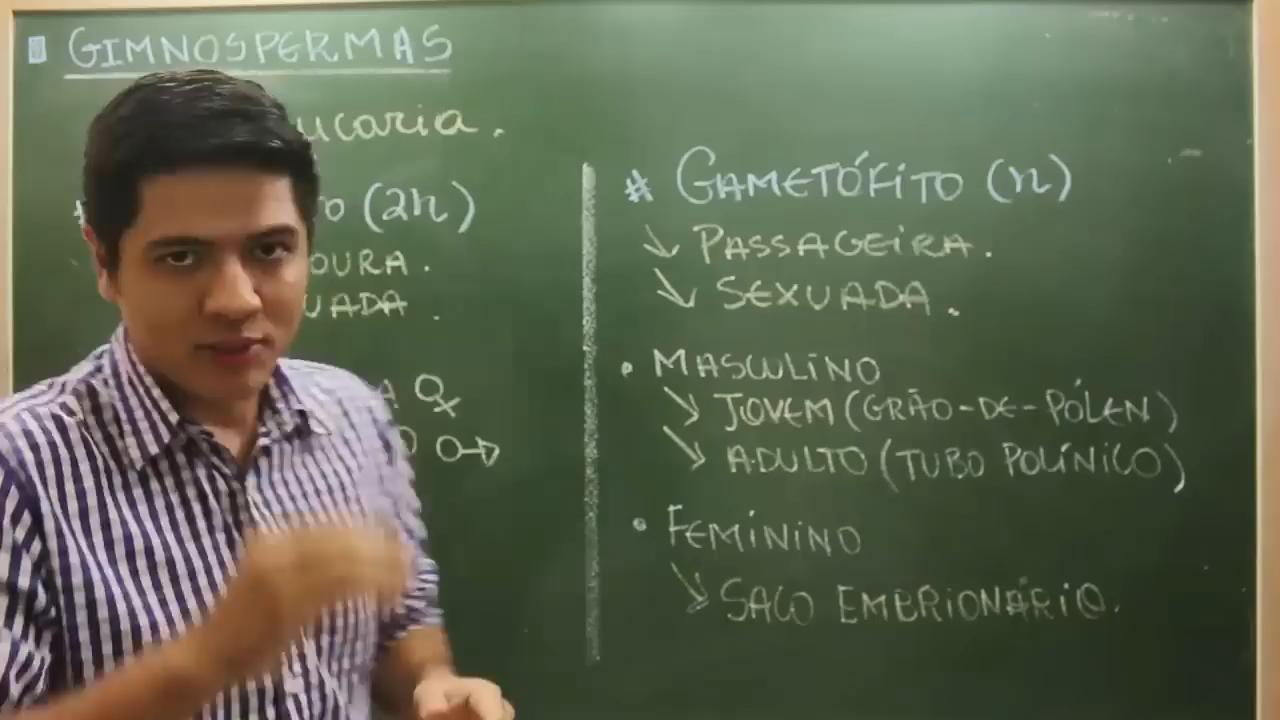 GIMNOSPERMAS
ucaria.
# to (2n)
OURA.
UADA.
A ♀
O ♂
# GAMETÓFITO (n)
↘ PASSAGEIRA.
↘ SEXUADA.
• MASCULINO
↘ JOVEM (GRÃO-DE-PÓLEN)
↘ ADULTO (TUBO POLÍNICO)
• FEMININO
↘ SACO EMBRIONÁRIO.